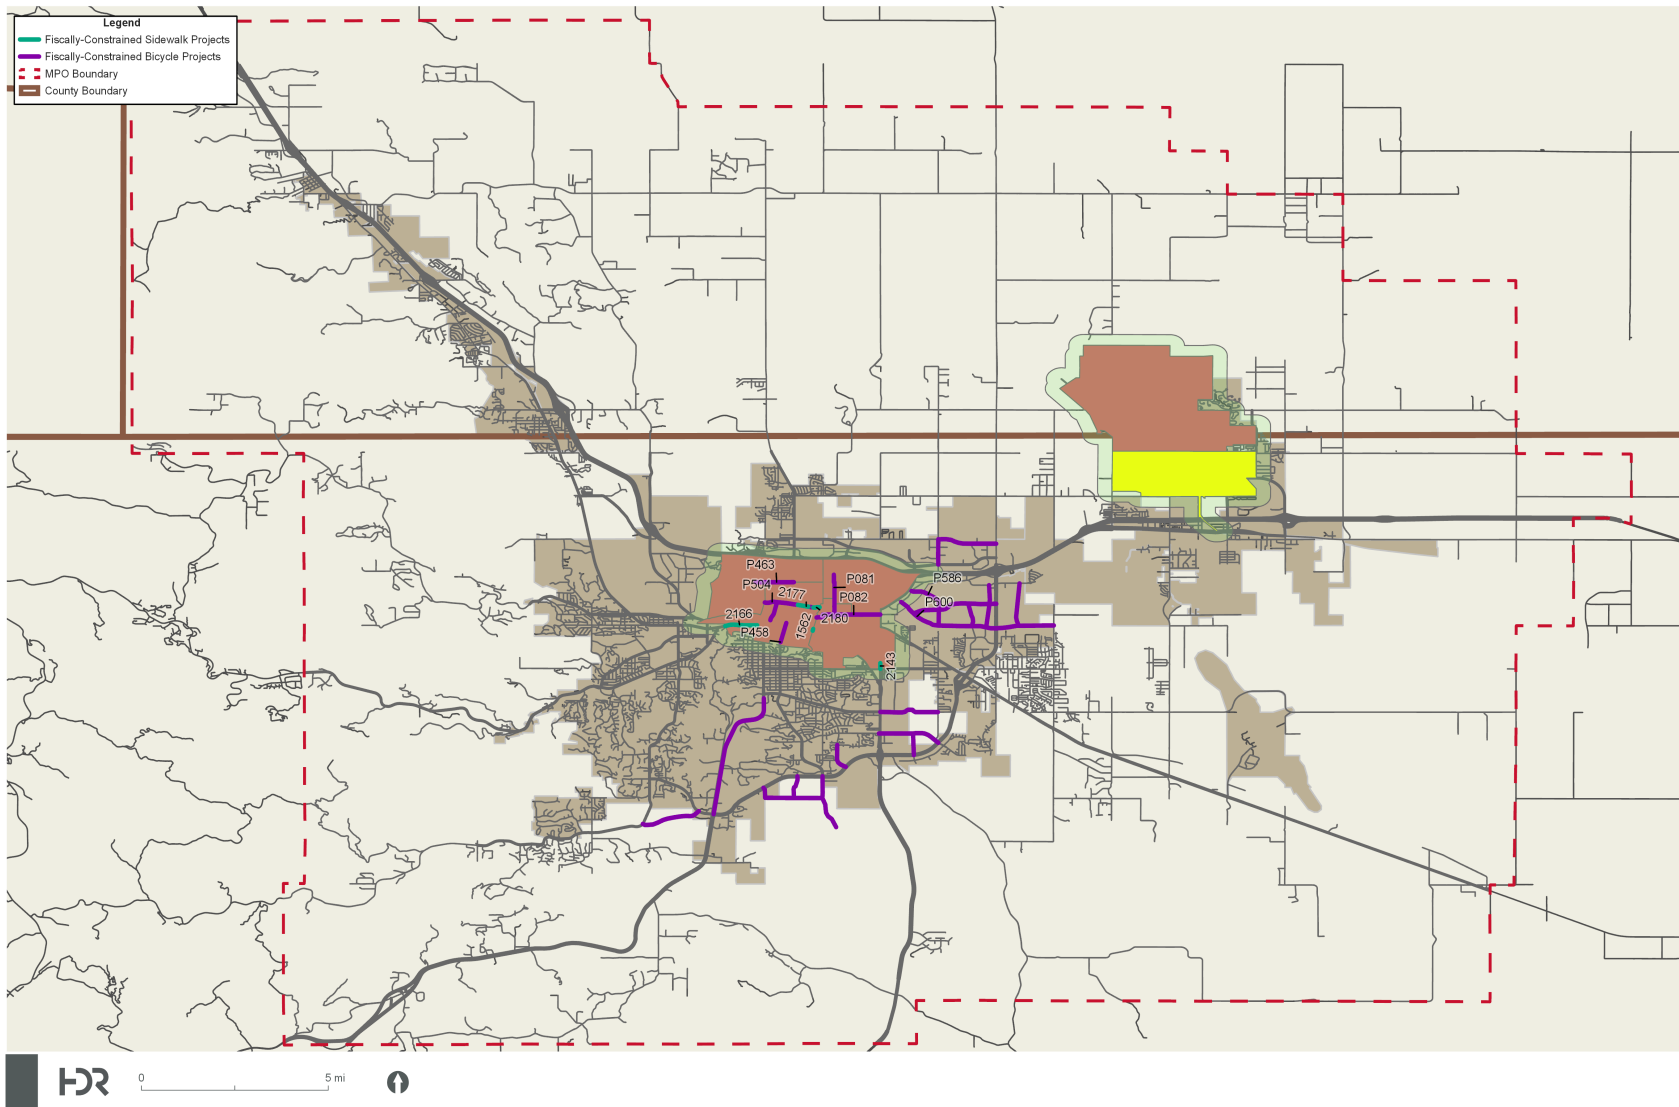 Legend
Fiscally-Constrained Sidewalk Projects
Fiscally-Constrained Bicycle Projects
MPO Boundary
County Boundary
P463
P504
2177
P081
P082
P586
P600
2166
P458
1562
2180
2143
HDR
0
5 mi